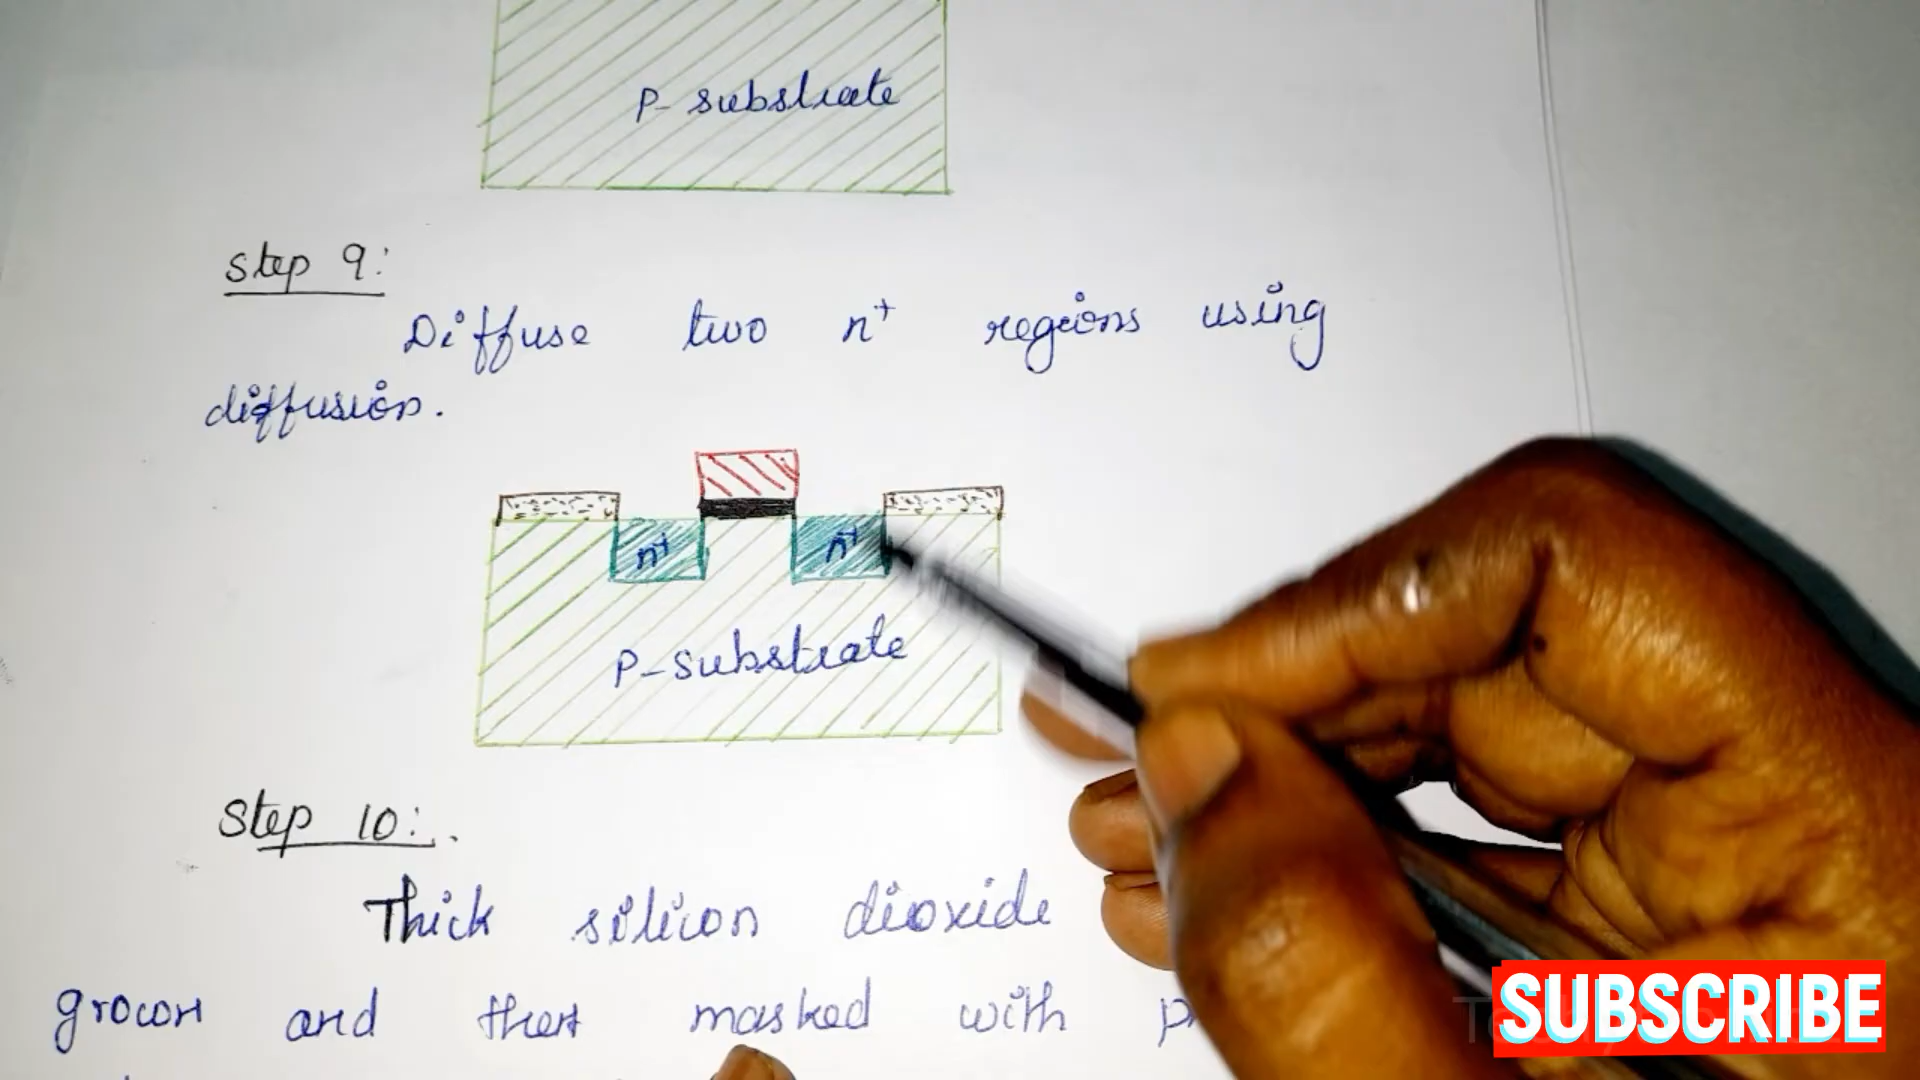 P-substrate
Step 9:
Diffuse two n+ regions using
diffusion.
n+ n+
P-substrate
Step 10:.
Thick silicon dioxide
grown and then masked with
SUBSCRIBE